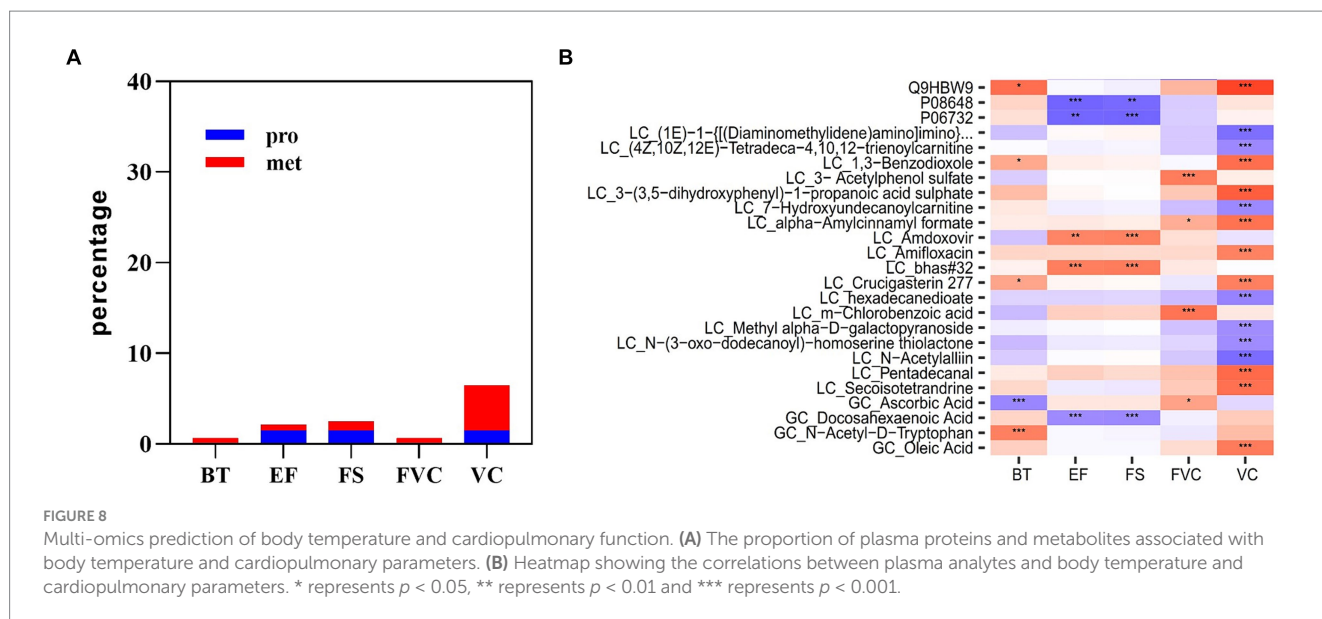 A
B
percentage
40
30
20
10
0
pro
met
BT EF FS FVC VC
Q9HBW9 * ***
P08648 *** **
P06732 ** ***
LC_(1E)−1−{[(Diaminomethylidene)amino]imino}... ***
LC_(4Z,10Z,12E)−Tetradeca−4,10,12−trienoylcarnitine ***
LC_1,3−Benzodioxole * ***
LC_3− Acetylphenol sulfate ***
LC_3−(3,5−dihydroxyphenyl)−1−propanoic acid sulphate ***
LC_7−Hydroxyundecanoylcarnitine ***
LC_alpha−Amylcinnamyl formate * ***
LC_Amdoxovir ** ***
LC_Amifloxacin ***
LC_bhas#32 *** ***
LC_Crucigasterin 277 * ***
LC_hexadecanedioate ***
LC_m−Chlorobenzoic acid ***
LC_Methyl alpha−D−galactopyranoside ***
LC_N−(3−oxo−dodecanoyl)−homoserine thiolactone ***
LC_N−Acetylalliin ***
LC_Pentadecanal ***
LC_Secoisotetrandrine ***
GC_Ascorbic Acid *** *
GC_Docosahexaenoic Acid *** ***
GC_N−Acetyl−D−Tryptophan ***
GC_Oleic Acid ***
BT EF FS FVC VC
FIGURE 8
Multi-omics prediction of body temperature and cardiopulmonary function. (A) The proportion of plasma proteins and metabolites associated with
body temperature and cardiopulmonary parameters. (B) Heatmap showing the correlations between plasma analytes and body temperature and
cardiopulmonary parameters. * represents p < 0.05, ** represents p < 0.01 and *** represents p < 0.001.